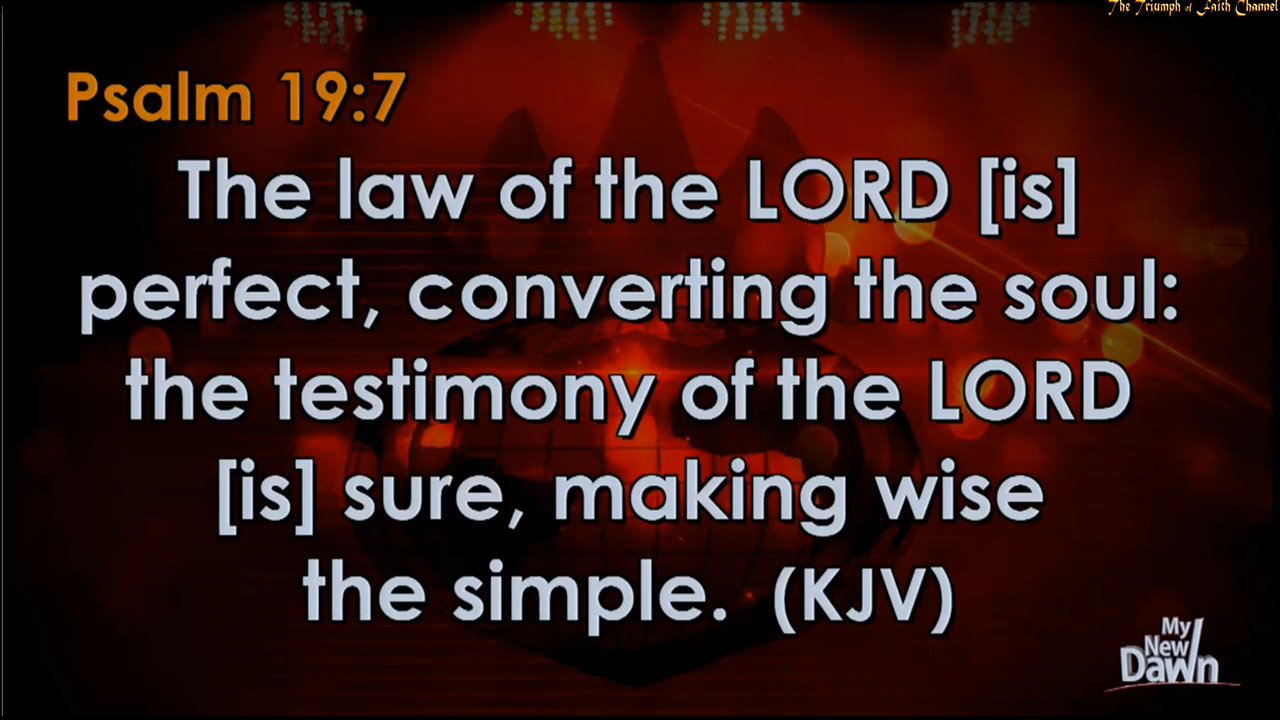 The Triumph of Faith Channel
Psalm 19:7
The law of the LORD [is]
perfect, converting the soul:
the testimony of the LORD
[is] sure, making wise
the simple. (KJV)
My
New
Dawn